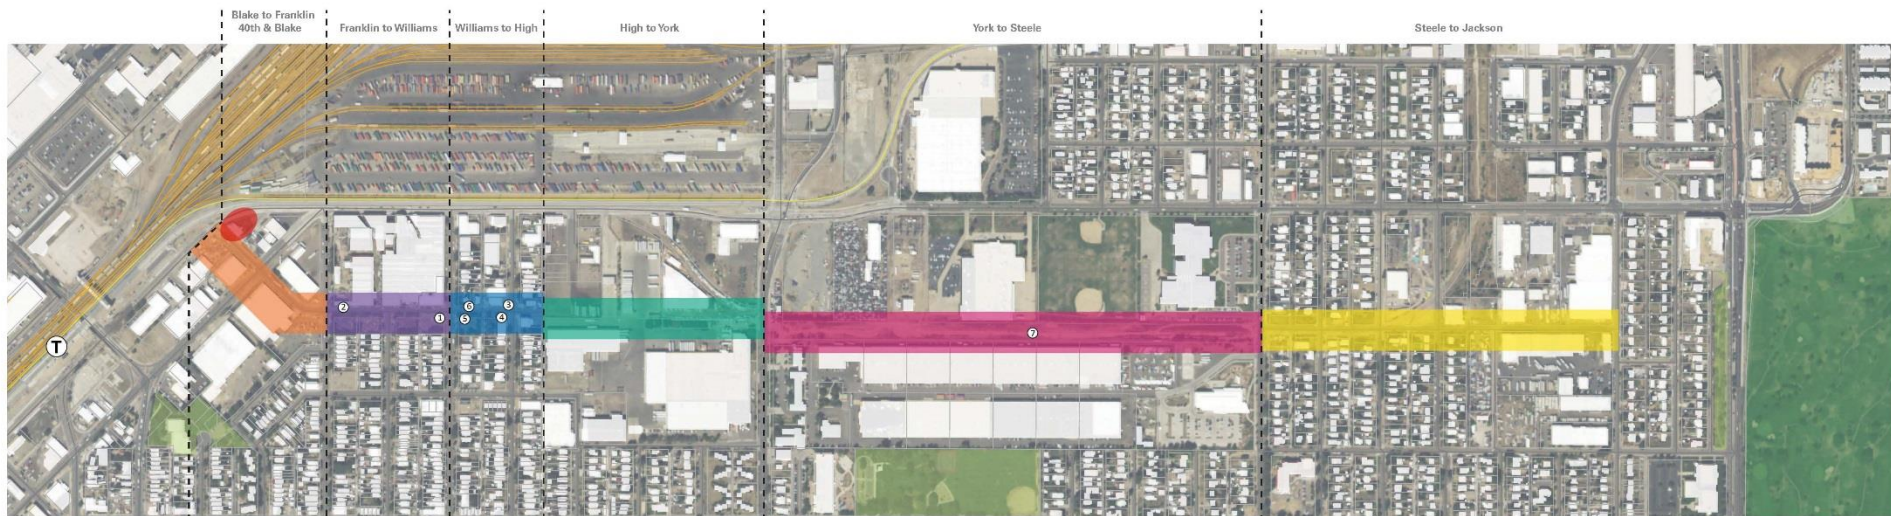 Blake to Franklin
40th & Blake
Franklin to Williams
Williams to High
High to York
York to Steele
Steele to Jackson
2
1
6
3
5
4
7
T